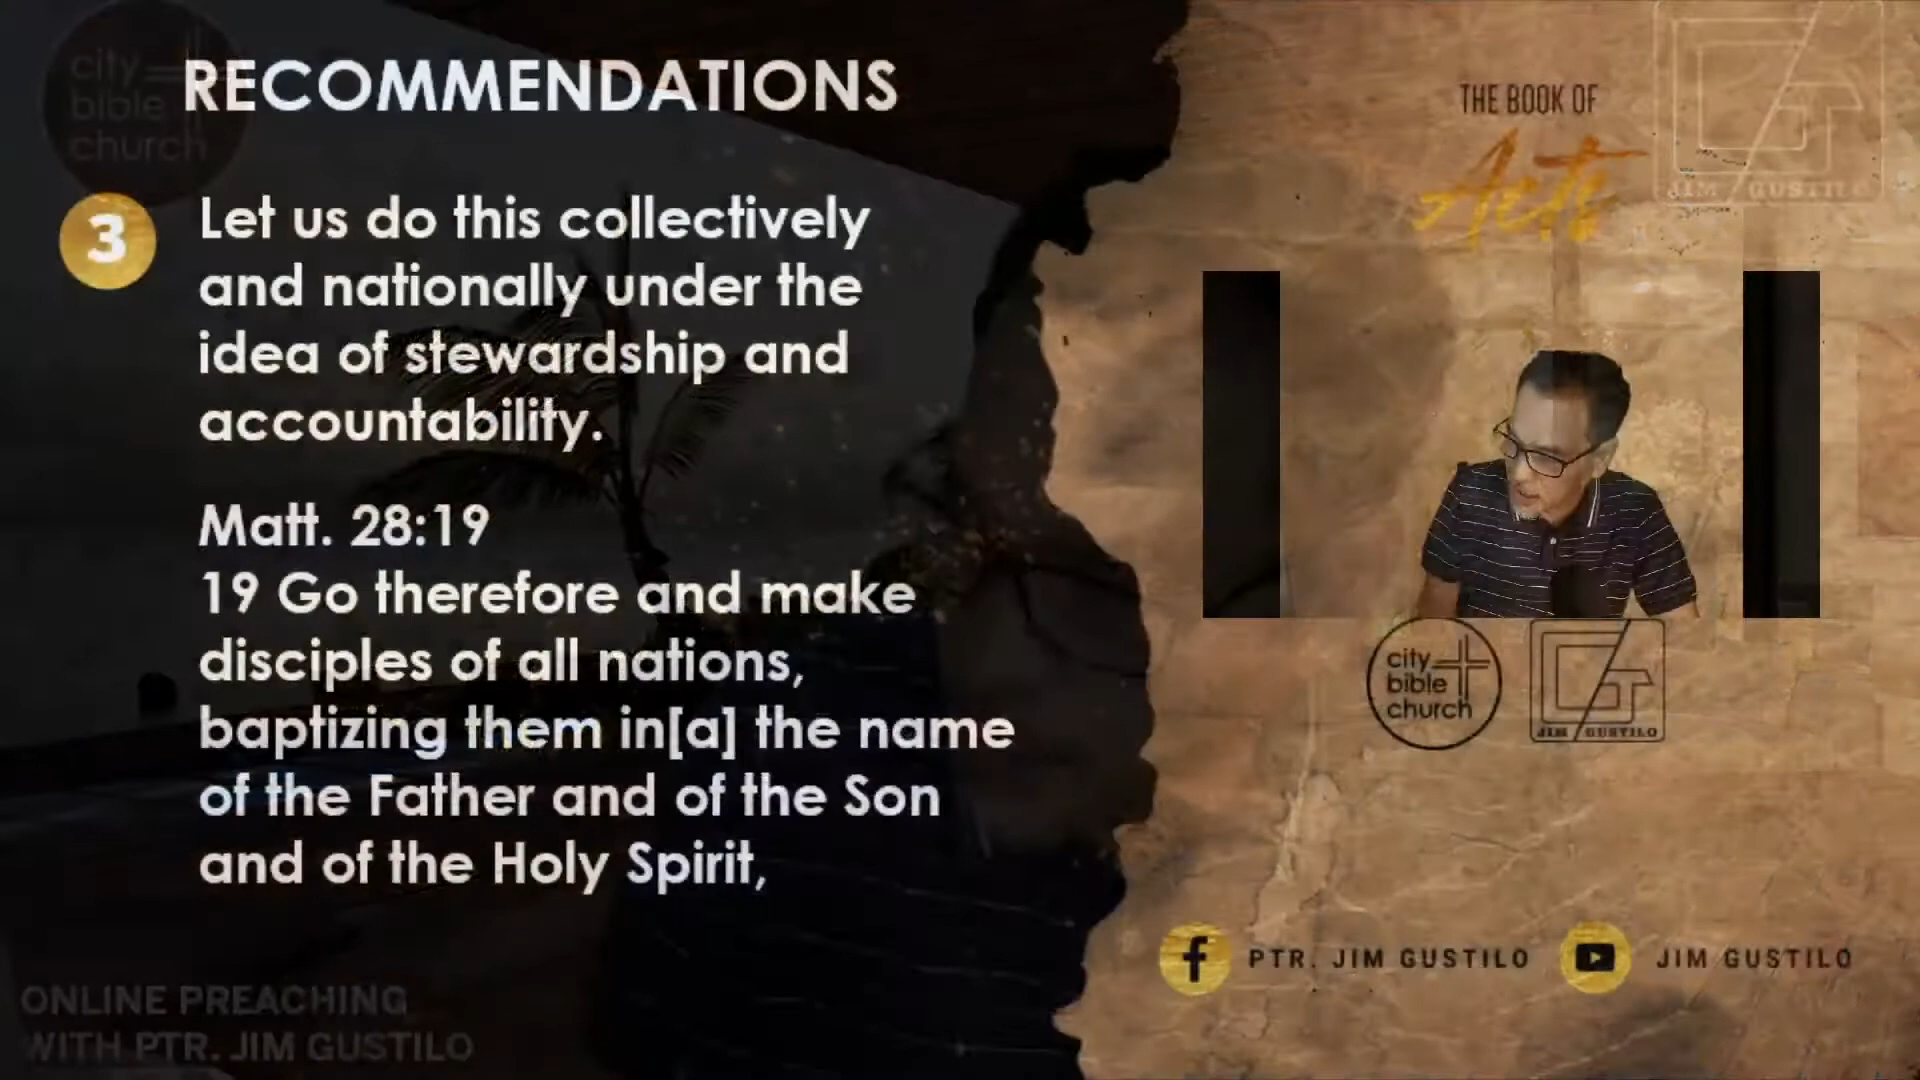 city
bible
church
RECOMMENDATIONS
3
Let us do this collectively
and nationally under the
idea of stewardship and
accountability.
Matt. 28:19
19 Go therefore and make
disciples of all nations,
baptizing them in[a] the name
of the Father and of the Son
and of the Holy Spirit,
ONLINE PREACHING
WITH PTR. JIM GUSTILO
THE BOOK OF
Acts
JIM GUSTILO
city
bible
church
JIM GUSTILO
PTR. JIM GUSTILO
JIM GUSTILO